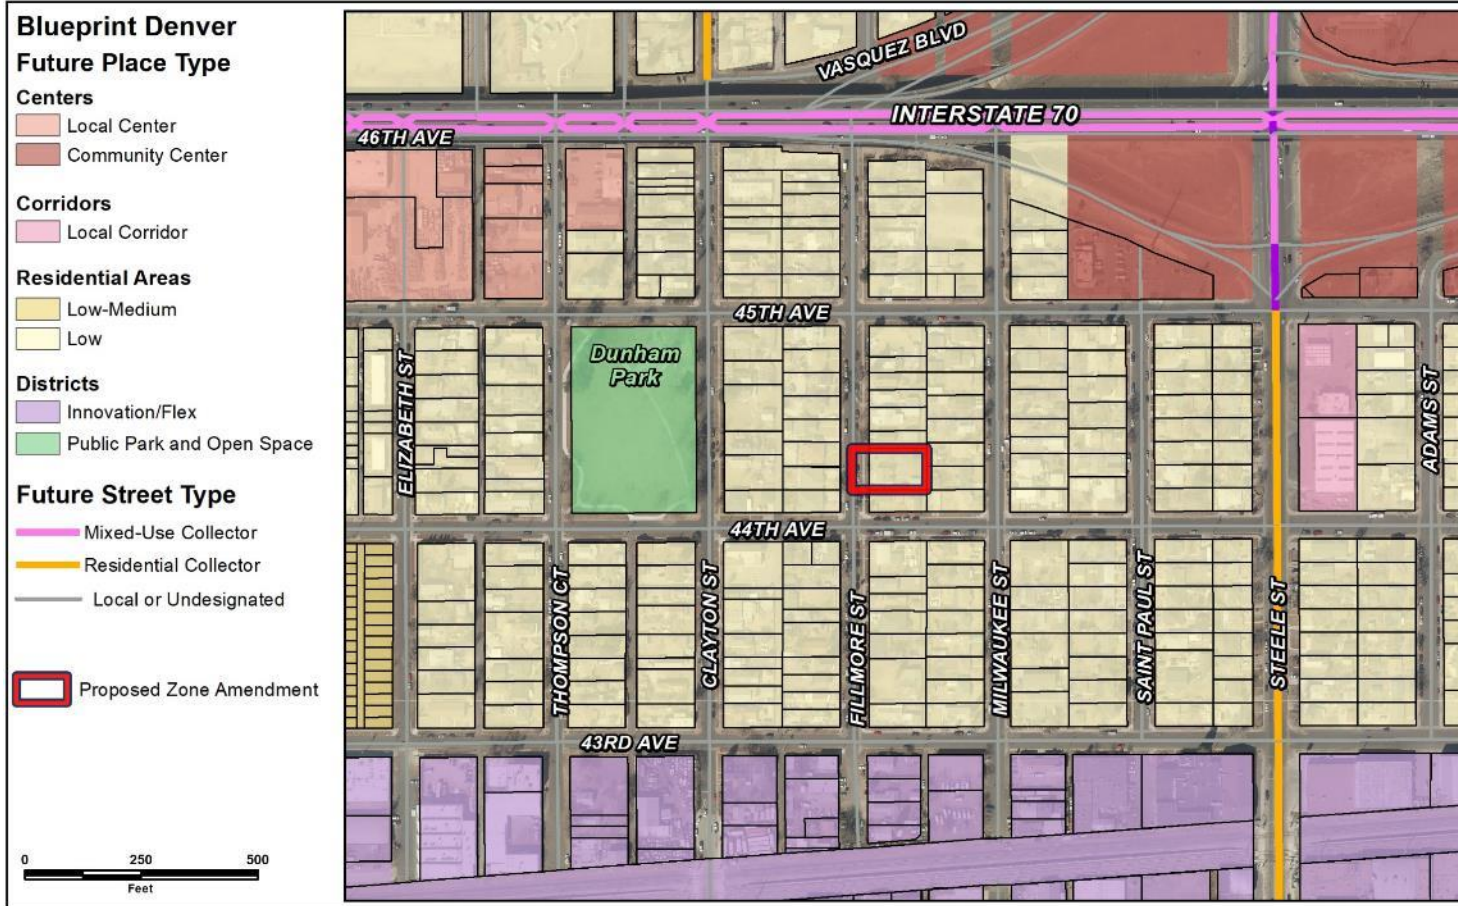 Blueprint Denver
Future Place Type
Centers
Local Center
Community Center
Corridors
Local Corridor
Residential Areas
Low-Medium
Low
Districts
Innovation/Flex
Public Park and Open Space
Future Street Type
Mixed-Use Collector
Residential Collector
Local or Undesignated
Proposed Zone Amendment
0 250 500
Feet
VASQUEZ BLVD
INTERSTATE 70
46TH AVE
45TH AVE
Dunham
Park
ELIZABETH ST
ADAMS ST
44TH AVE
THOMPSON CT
CLAYTON ST
FILLMORE ST
MILWAUKEE ST
SAINT PAUL ST
STEELE ST
43RD AVE